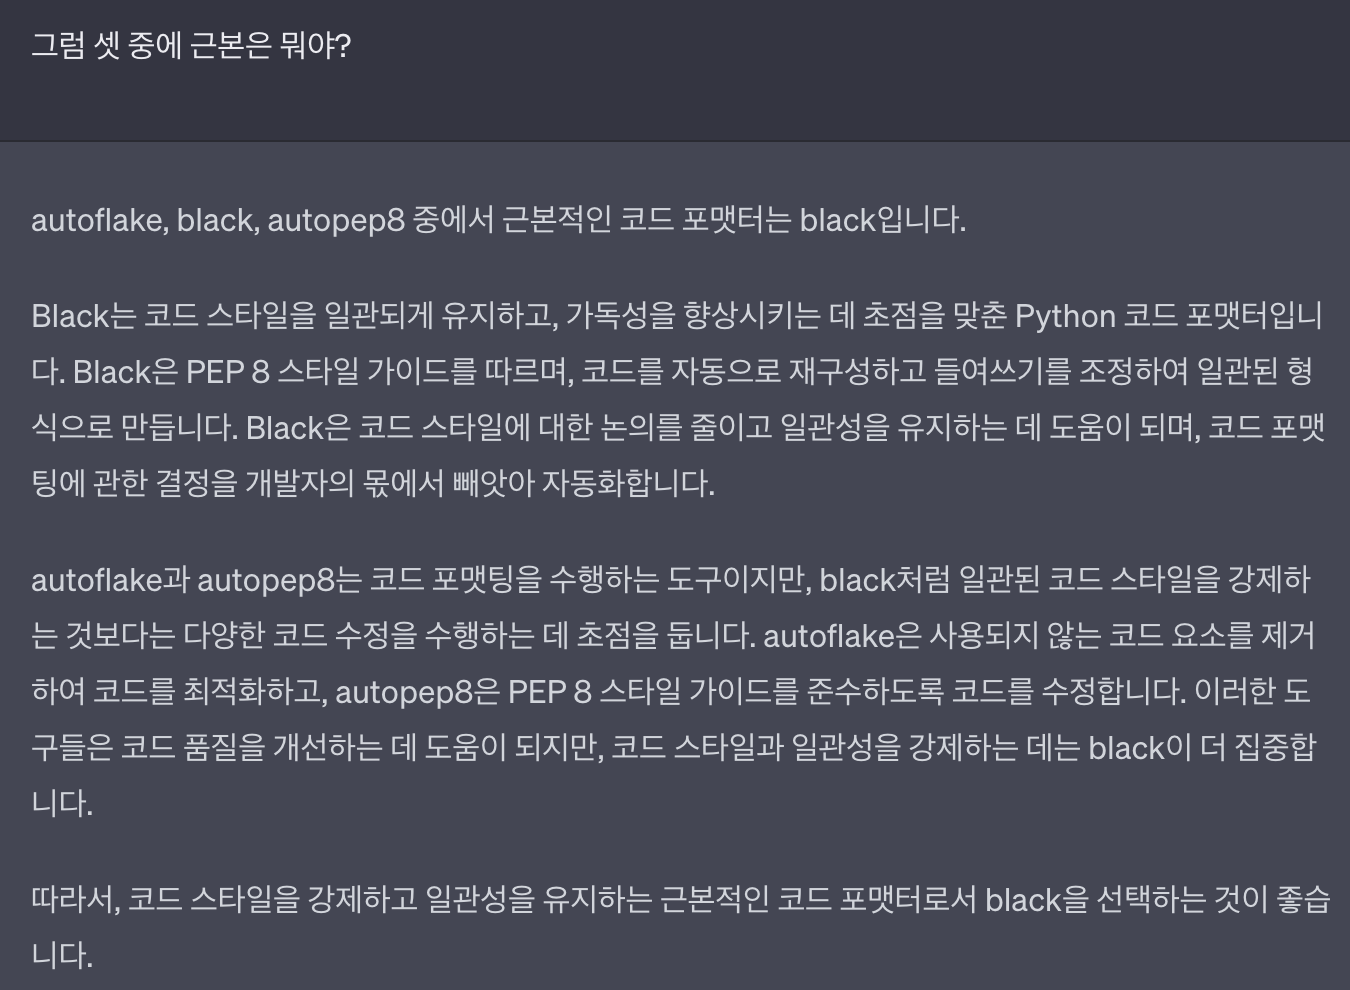 그럼 셋 중에 근본은 뭐야?
autoflake, black, autopep8 중에서 근본적인 코드 포맷터는 black입니다.
Black는 코드 스타일을 일관되게 유지하고, 가독성을 향상시키는 데 초점을 맞춘 Python 코드 포맷터입니
다. Black은 PEP 8 스타일 가이드를 따르며, 코드를 자동으로 재구성하고 들여쓰기를 조정하여 일관된 형
식으로 만듭니다. Black은 코드 스타일에 대한 논의를 줄이고 일관성을 유지하는 데 도움이 되며, 코드 포맷
팅에 관한 결정을 개발자의 몫에서 빼앗아 자동화합니다.
autoflake과 autopep8는 코드 포맷팅을 수행하는 도구이지만, black처럼 일관된 코드 스타일을 강제하
는 것보다는 다양한 코드 수정을 수행하는 데 초점을 둡니다. autoflake은 사용되지 않는 코드 요소를 제거
하여 코드를 최적화하고, autopep8은 PEP 8 스타일 가이드를 준수하도록 코드를 수정합니다. 이러한 도
구들은 코드 품질을 개선하는 데 도움이 되지만, 코드 스타일과 일관성을 강제하는 데는 black이 더 집중합
니다.
따라서, 코드 스타일을 강제하고 일관성을 유지하는 근본적인 코드 포맷터로서 black을 선택하는 것이 좋습
니다.